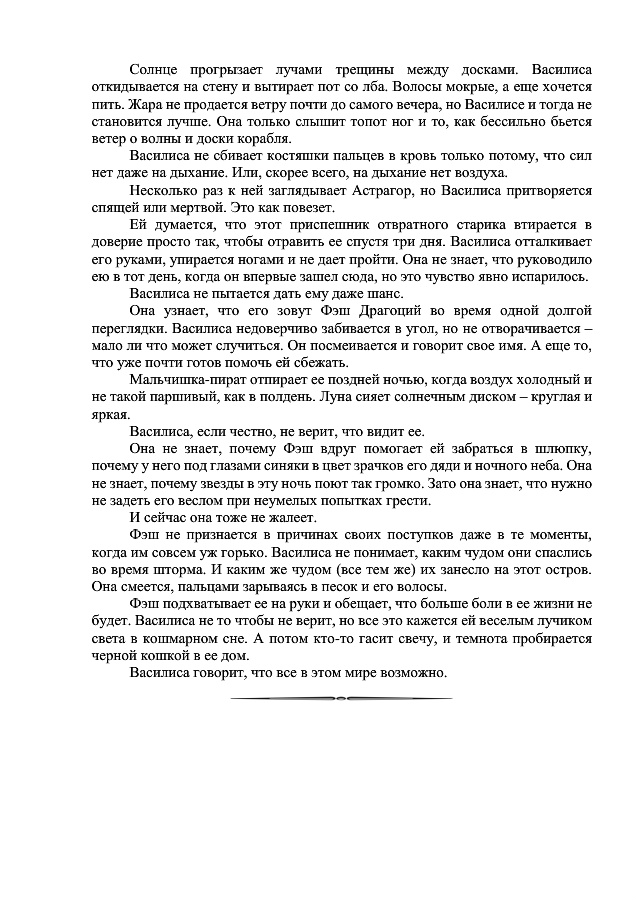 Солнце прогрызает лучами трещины между досками. Василиса
откидывается на стену и вытирает пот со лба. Волосы мокрые, а еще хочется
пить. Жара не продается ветру почти до самого вечера, но Василисе и тогда не
становится лучше. Она только слышит топот ног и то, как бессильно бьется
ветер о волны и доски корабля.
Василиса не сбивает костяшки пальцев в кровь только потому, что сил
нет даже на дыхание. Или, скорее всего, на дыхание нет воздуха.
Несколько раз к ней заглядывает Астрагор, но Василиса притворяется
спящей или мертвой. Это как повезет.
Ей думается, что этот приспешник отвратного старика втирается в
доверие просто так, чтобы отравить ее спустя три дня. Василиса отталкивает
его руками, упирается ногами и не дает пройти. Она не знает, что руководило
ею в тот день, когда он впервые зашел сюда, но это чувство явно испарилось.
Василиса не пытается дать ему даже шанс.
Она узнает, что его зовут Фэш Драгоций во время одной долгой
переглядки. Василиса недоверчиво забивается в угол, но не отворачивается –
мало ли что может случиться. Он посмеивается и говорит свое имя. А еще то,
что уже почти готов помочь ей сбежать.
Мальчишка-пират отпирает ее поздней ночью, когда воздух холодный и
не такой паршивый, как в полдень. Луна сияет солнечным диском – круглая и
яркая.
Василиса, если честно, не верит, что видит ее.
Она не знает, почему Фэш вдруг помогает ей забраться в шлюпку,
почему у него под глазами синяки в цвет зрачков его дяди и ночного неба. Она
не знает, почему звезды в эту ночь поют так громко. Зато она знает, что нужно
не задеть его веслом при неумелых попытках грести.
И сейчас она тоже не жалеет.
Фэш не признается в причинах своих поступков даже в те моменты,
когда им совсем уж горько. Василиса не понимает, каким чудом они спаслись
во время шторма. И каким же чудом (все тем же) их занесло на этот остров.
Она смеется, пальцами зарываясь в песок и его волосы.
Фэш подхватывает ее на руки и обещает, что больше боли в ее жизни не
будет. Василиса не то чтобы не верит, но все это кажется ей веселым лучиком
света в кошмарном сне. А потом кто-то гасит свечу, и темнота пробирается
черной кошкой в ее дом.
Василиса говорит, что все в этом мире возможно.